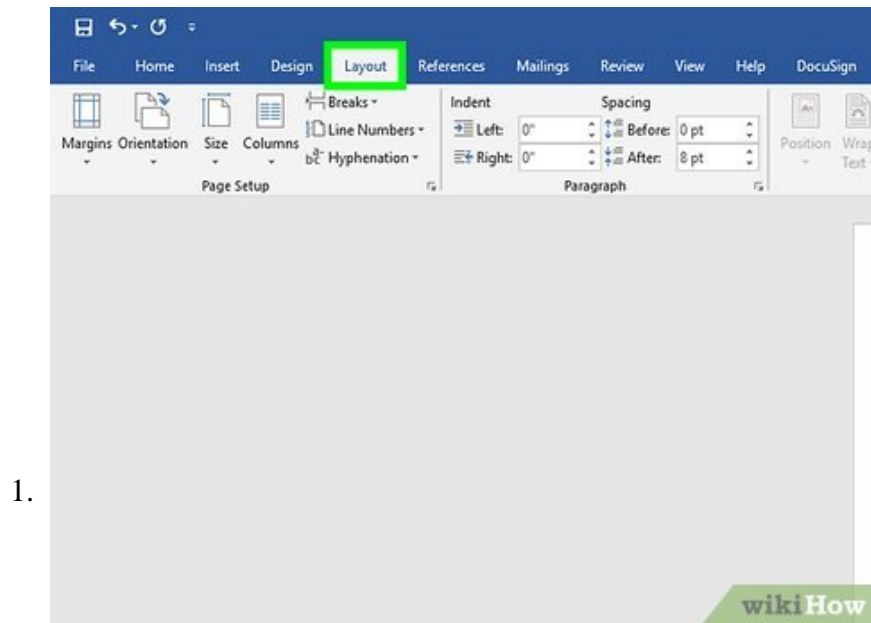 File Home Insert Design Layout References Mailings Review View Help DocuSign
Breaks Indent Spacing
Line Numbers Left: 0" Before: 0 pt
Margins Orientation Size Columns Position
Hyphenation Right: 0" After: 8 pt Text
Page Setup Paragraph
1.
wikiHow